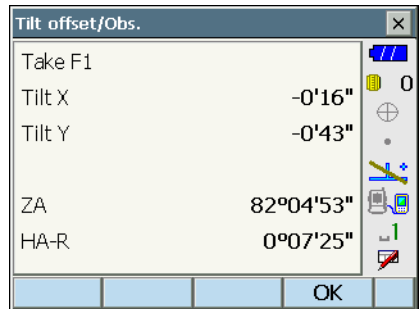 Tilt offset/Obs.
Take F1
0
Tilt X -0'16"
Tilt Y -0'43"
ZA 82º04'53"
HA-R 0º07'25"
1
OK